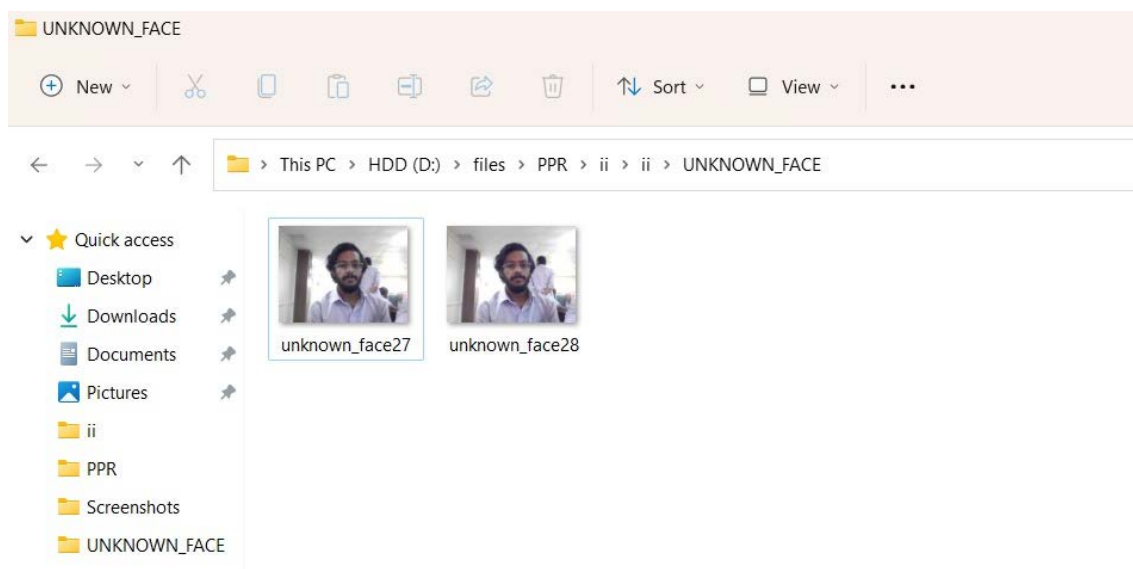 UNKNOWN_FACE
New Sort View
This PC > HDD (D:) > files > PPR > ii > ii > UNKNOWN_FACE
Quick access
Desktop
Downloads
Documents
Pictures
ii
PPR
Screenshots
UNKNOWN_FACE
unknown_face27 unknown_face28